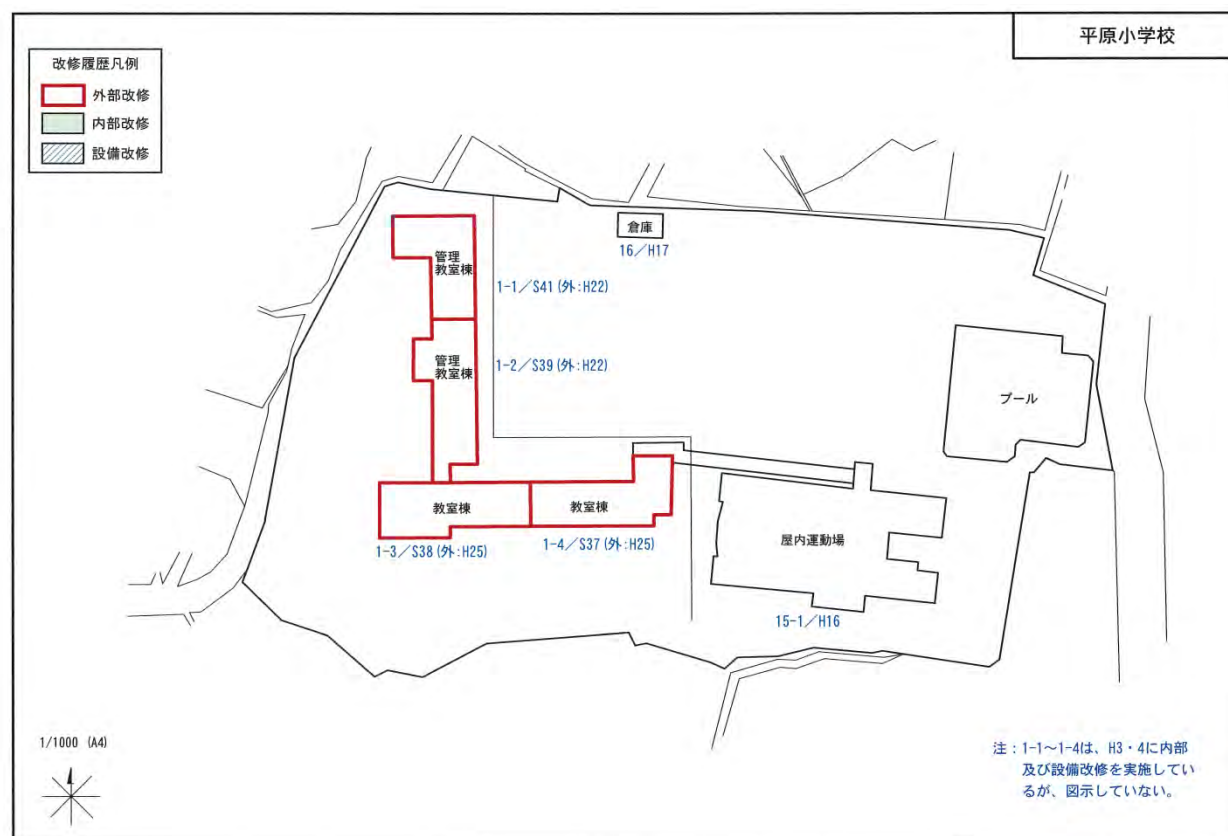 平原小学校
改修履歴凡例
外部改修
内部改修
設備改修
倉庫
16／H17
管理
教室棟
1-1／S41(外:H22)
管理
教室棟
1-2／S39(外:H22)
プール
教室棟
教室棟
1-3／S38(外:H25)
1-4／S37(外:H25)
屋内運動場
15-1／H16
1/1000 (A4)
注：1-1～1-4は、H3・4に内部
及び設備改修を実施してい
るが、図示していない。